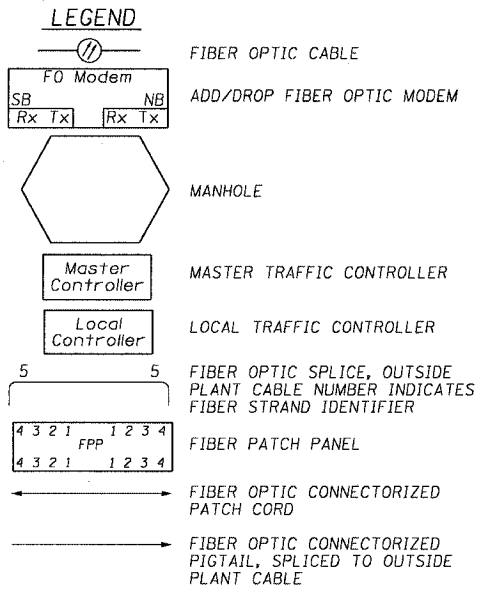 LEGEND
FIBER OPTIC CABLE
FO Modem
SB NB
Rx Tx Rx Tx
ADD/DROP FIBER OPTIC MODEM
MANHOLE
Master
Controller
MASTER TRAFFIC CONTROLLER
Local
Controller
LOCAL TRAFFIC CONTROLLER
5 5
FIBER OPTIC SPLICE, OUTSIDE
PLANT CABLE NUMBER INDICATES
FIBER STRAND IDENTIFIER
4 3 2 1 1 2 3 4
FPP
4 3 2 1 1 2 3 4
FIBER PATCH PANEL
FIBER OPTIC CONNECTORIZED
PATCH CORD
FIBER OPTIC CONNECTORIZED
PIGTAIL, SPLICED TO OUTSIDE
PLANT CABLE